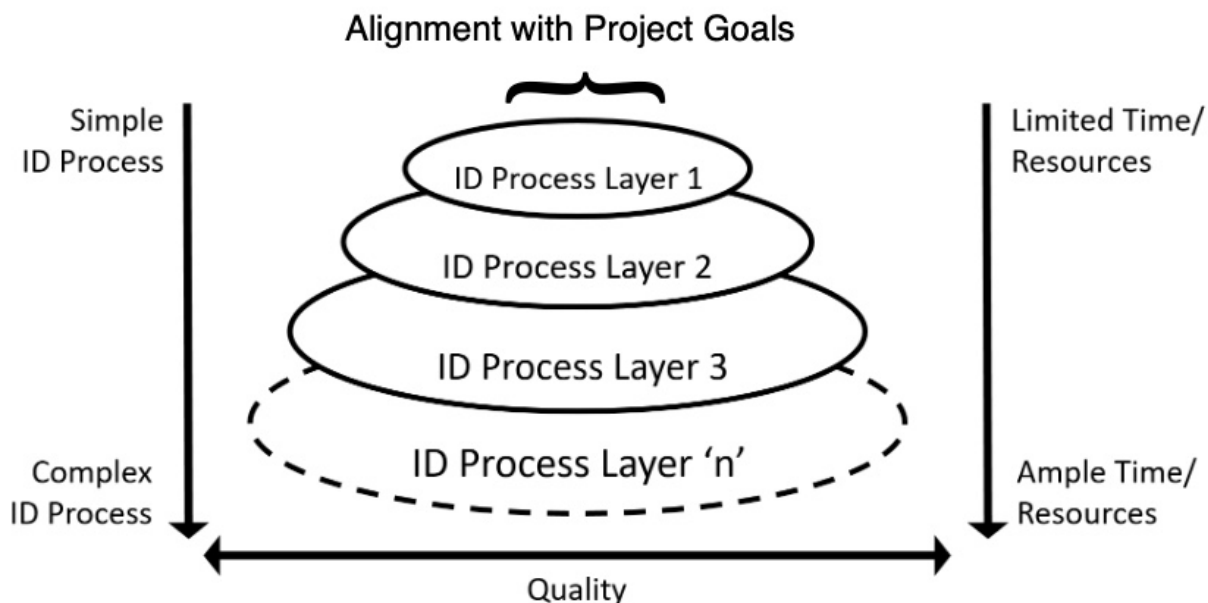 Alignment with Project Goals
Simple
ID Process
Limited Time/
Resources
ID Process Layer 1
ID Process Layer 2
ID Process Layer 3
ID Process Layer ‘n’
Complex
ID Process
Ample Time/
Resources
Quality